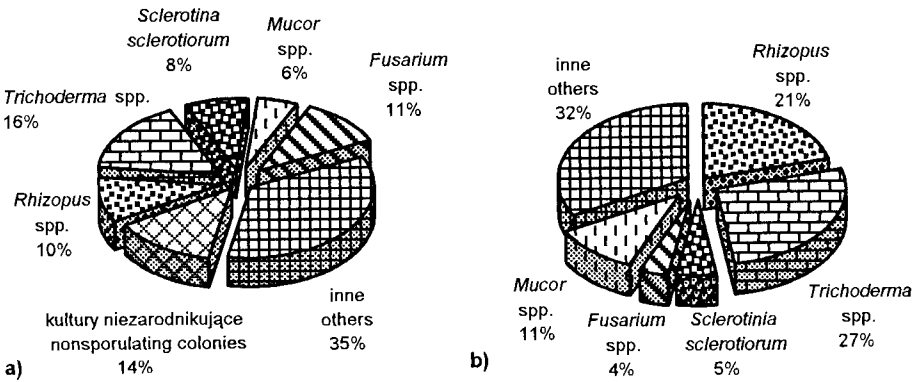 Sclerotina
sclerotiorum
8%
Mucor
spp.
6%
Fusarium
spp.
11%
Trichoderma spp.
16%
Rhizopus
spp.
10%
kultury niezarodnikujące
nonsporulating colonies
14%
inne
others
35%
a)
inne
others
32%
Rhizopus
spp.
21%
Mucor
spp.
11%
Fusarium
spp.
4%
Sclerotinia
sclerotiorum
5%
Trichoderma
spp.
27%
b)